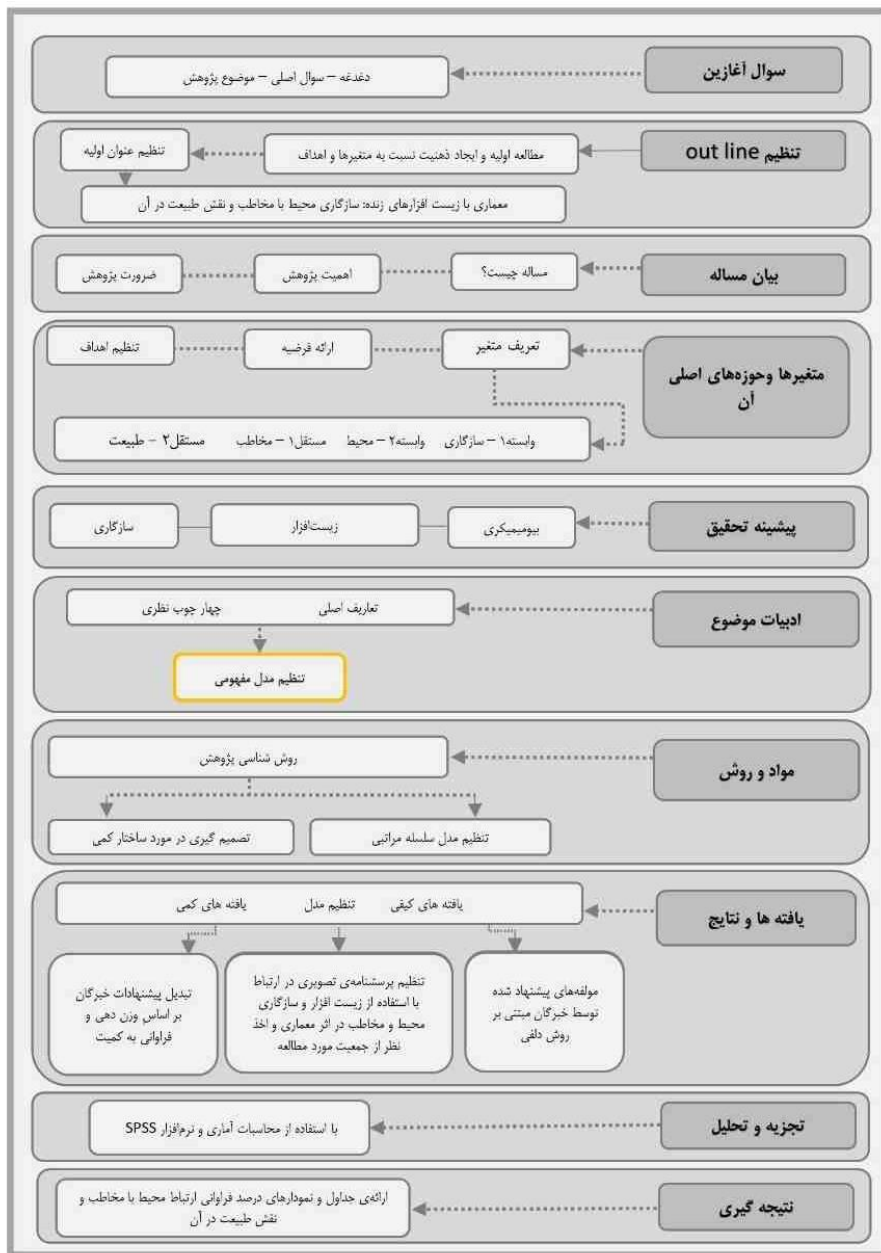 سوال آغازین
دغدغه – سوال اصلی – موضوع پژوهش
تنظیم out line
مطالعه اولیه و ایجاد ذهنیت نسبت به متغیرها و اهداف
تنظیم عنوان اولیه
معماری با زیست افزارهای زنده: سازگاری محیط با مخاطب و نقش طبیعت در آن
بیان مساله
مساله چیست؟
اهمیت پژوهش
ضرورت پژوهش
متغیرها وحوزه‌های اصلی
آن
تعریف متغیر
ارائه فرضیه
تنظیم اهداف
وابسته۱ – سازگاری وابسته۲ – محیط مستقل۱ – مخاطب مستقل۲ - طبیعت
پیشینه تحقیق
بیومیمیکری
زیست‌افزار
سازگاری
ادبیات موضوع
تعاریف اصلی چهار چوب نظری
تنظیم مدل مفهومی
مواد و روش
روش شناسی پژوهش
تنظیم مدل سلسله مراتبی
تصمیم گیری در مورد ساختار کمی
یافته ها و نتایج
یافته های کیفی تنظیم مدل یافته های کمی
مولفه‌های پیشنهاد شده
توسط خبرگان مبتنی بر
روش دلفی
تنظیم پرسشنامه‌ی تصویری در ارتباط
با استفاده از زیست افزار و سازگاری
محیط و مخاطب در اثر معماری و اخذ
نظر از جمعیت مورد مطالعه
تبدیل پیشنهادات خبرگان
بر اساس وزن دهی و
فراوانی به کمیت
تجزیه و تحلیل
با استفاده از محاسبات آماری و نرم‌افزار SPSS
نتیجه گیری
ارائه‌ی جداول و نمودارهای درصد فراوانی ارتباط محیط با مخاطب و
نقش طبیعت در آن